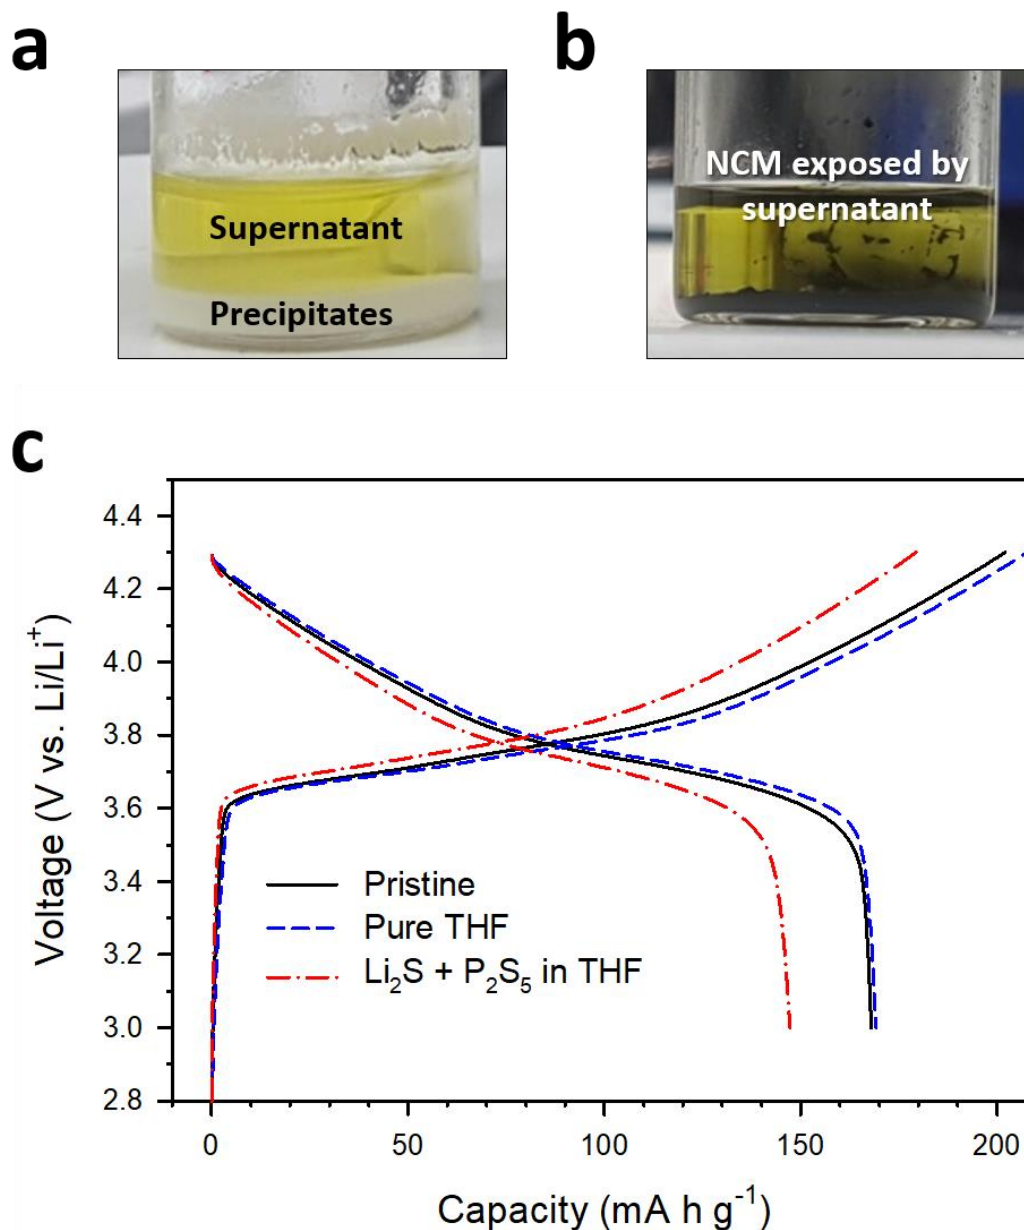 a
b
Supernatant
Precipitates
NCM exposed by
supernatant
c
4.4
4.2
4.0
3.8
3.6
3.4
3.2
3.0
2.8
Voltage (V vs. Li/Li⁺)
Pristine
Pure THF
Li₂S + P₂S₅ in THF
0 50 100 150 200
Capacity (mA h g⁻¹)